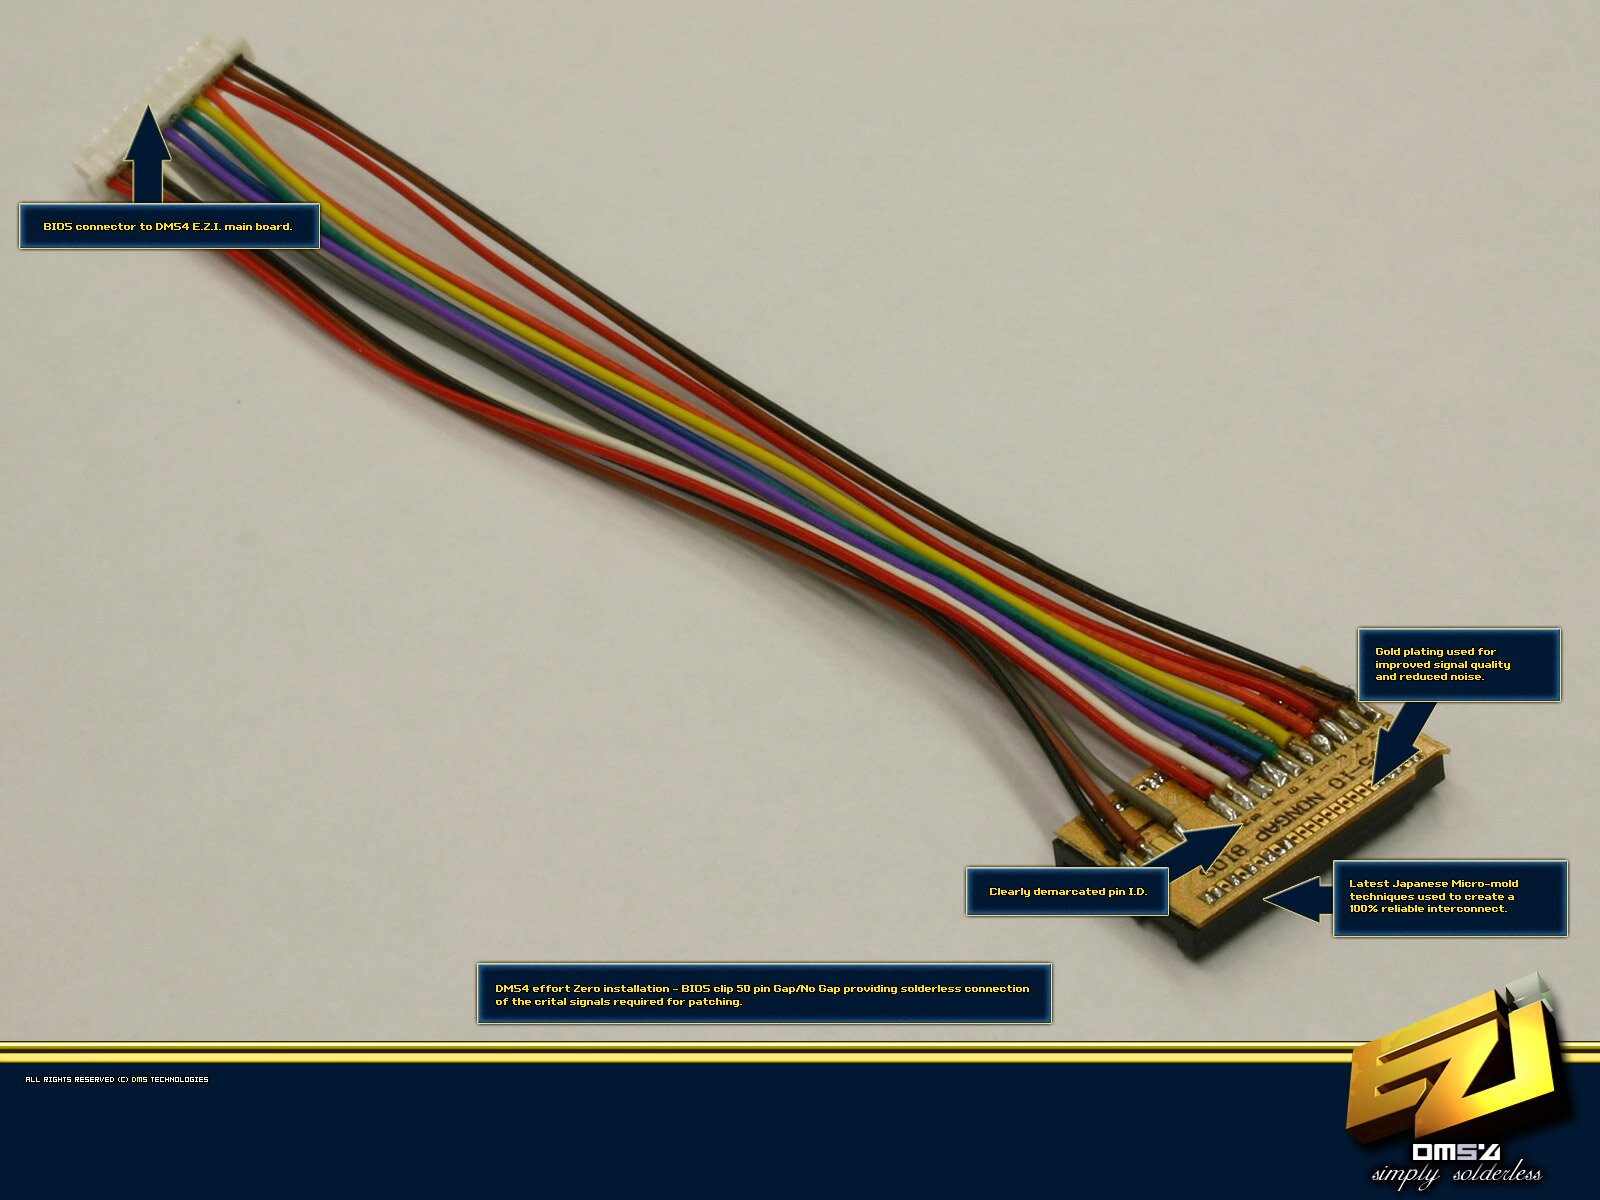 BIOS connector to DMS4 E.Z.I. main board.
Gold plating used for
improved signal quality
and reduced noise.
5-10 NONGAP BIOS
Clearly demarcated pin I.D.
Latest Japanese Micro-mold
techniques used to create a
100% reliable interconnect.
DMS4 effort Zero installation - BIOS clip 50 pin Gap/No Gap providing solderless connection
of the crital signals required for patching.
ALL RIGHTS RESERVED (C) DMS TECHNOLOGIES
EZI
DMS4
simply solderless